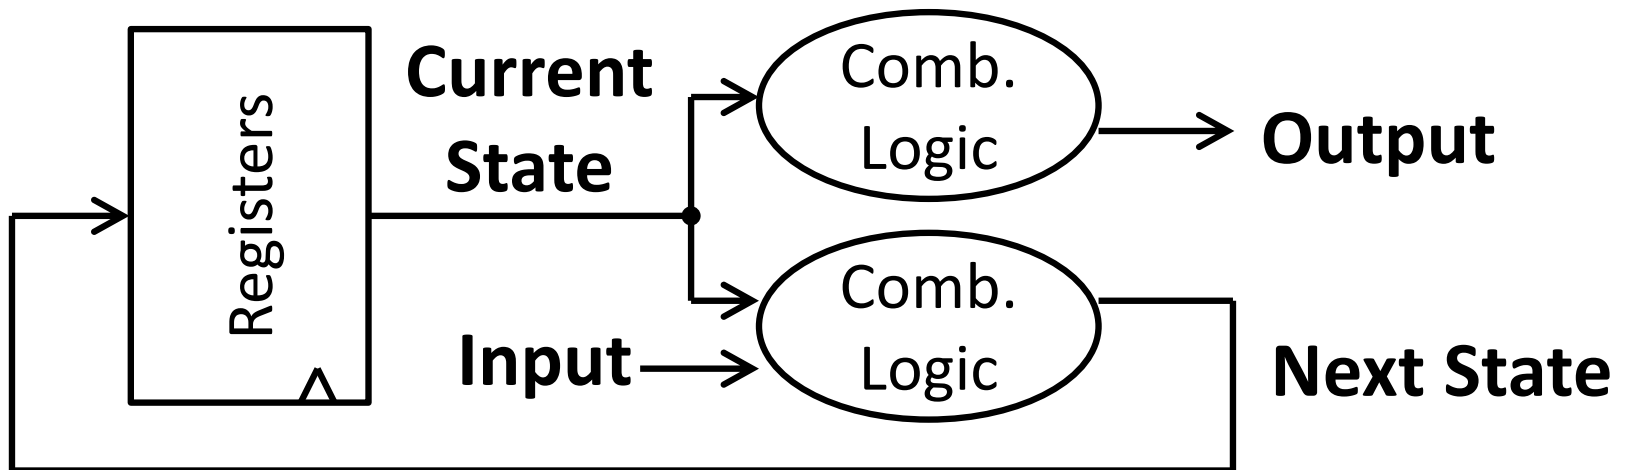 Registers
Current
State
Comb.
Logic
Output
Input
Comb.
Logic
Next State